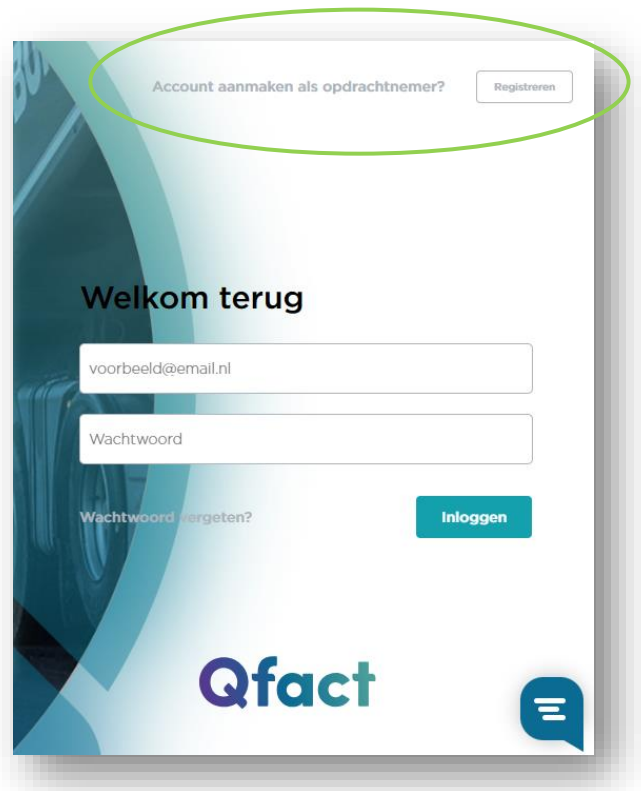 Account aanmaken als opdrachtnemer? Registreren
Welkom terug
voorbeeld@email.nl
Wachtwoord
Wachtwoord vergeten? Inloggen
Qfact